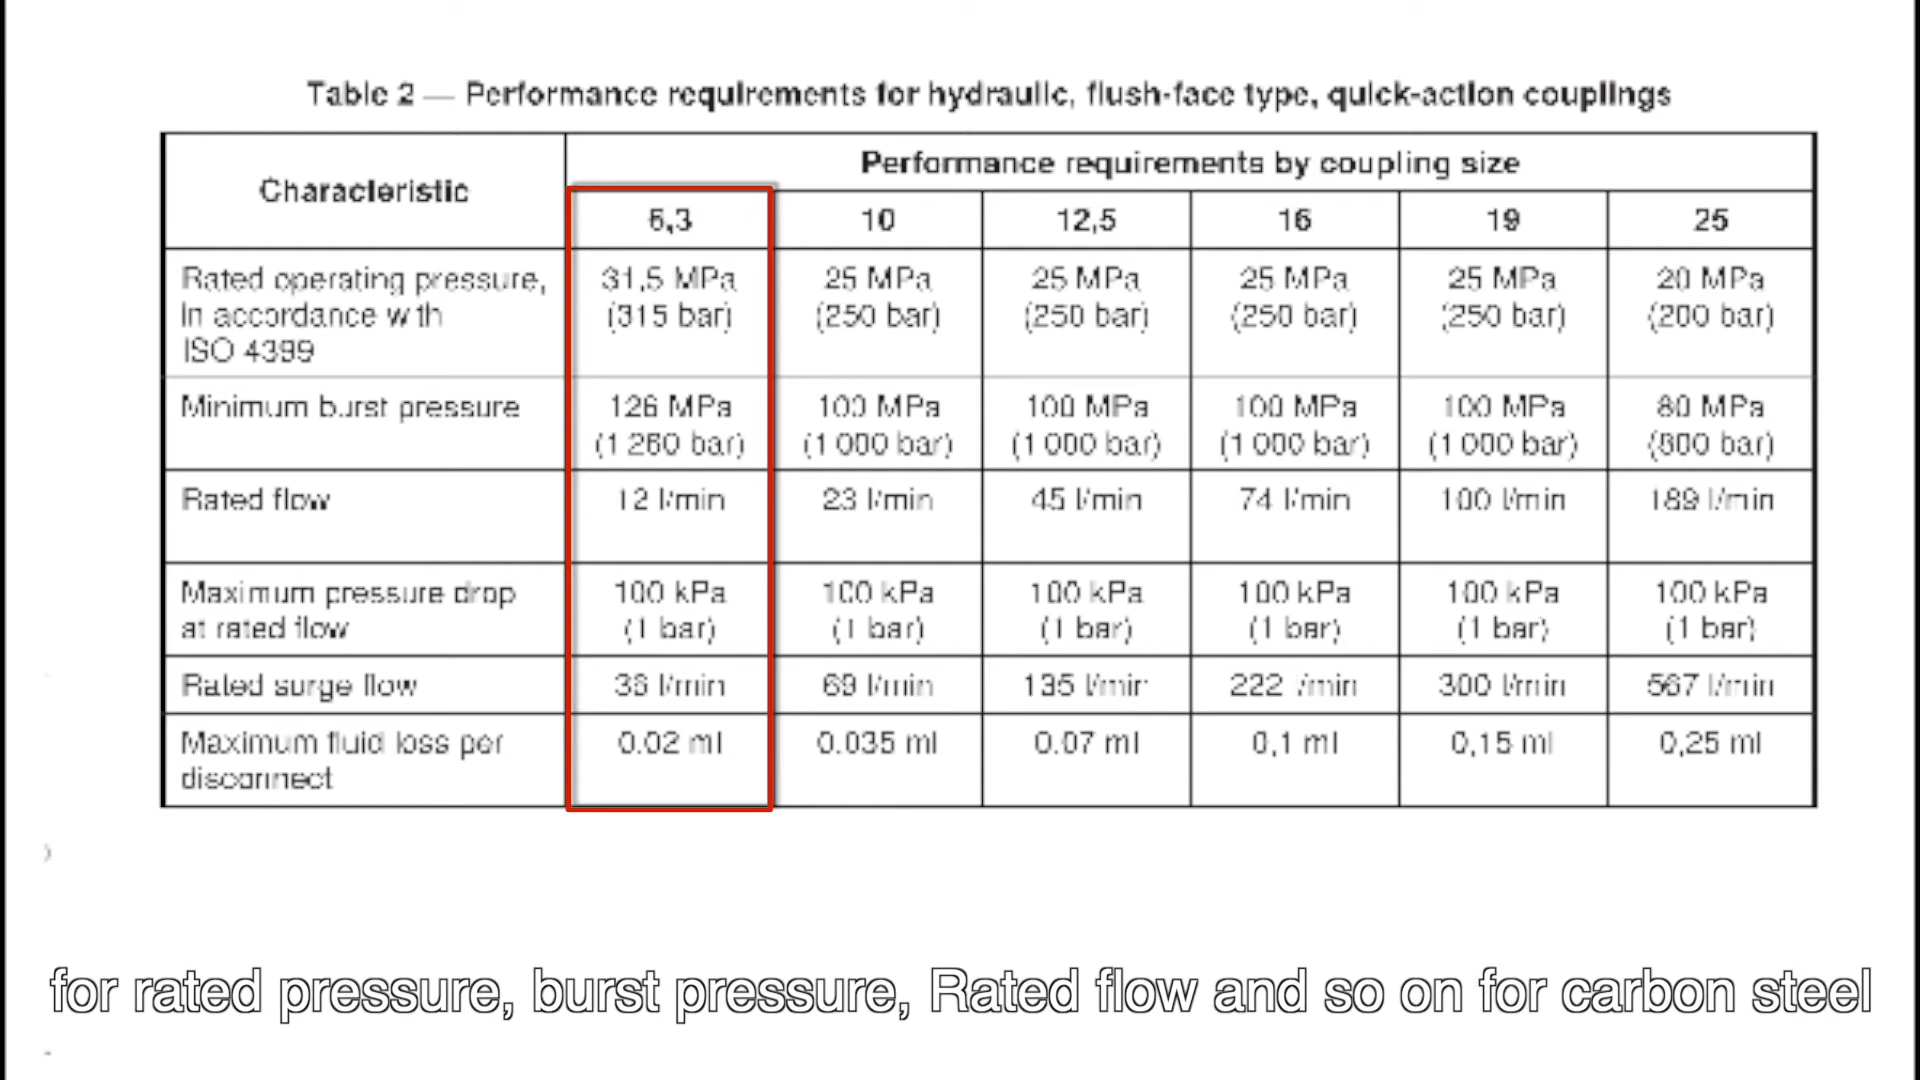 Table 2 — Performance requirements for hydraulic, flush-face type, quick-action couplings
Characteristic
Performance requirements by coupling size
6,3 10 12,5 16 19 25
Rated operating pressure, in accordance with ISO 4399
31,5 MPa (315 bar) 25 MPa (250 bar) 25 MPa (250 bar) 25 MPa (250 bar) 25 MPa (250 bar) 20 MPa (200 bar)
Minimum burst pressure
126 MPa (1 260 bar) 100 MPa (1 000 bar) 100 MPa (1 000 bar) 100 MPa (1 000 bar) 100 MPa (1 000 bar) 80 MPa (800 bar)
Rated flow 12 l/min 23 l/min 45 l/min 74 l/min 100 l/min 189 l/min
Maximum pressure drop at rated flow
100 kPa (1 bar) 100 kPa (1 bar) 100 kPa (1 bar) 100 kPa (1 bar) 100 kPa (1 bar) 100 kPa (1 bar)
Rated surge flow 36 l/min 69 l/min 135 l/min 222 l/min 300 l/min 567 l/min
Maximum fluid loss per disconnect
0.02 ml 0.035 ml 0.07 ml 0,1 ml 0,15 ml 0,25 ml
for rated pressure, burst pressure, Rated flow and so on for carbon steel